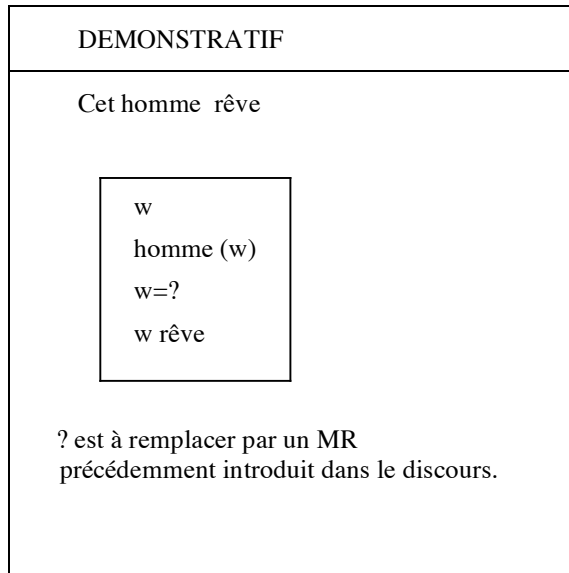 DEMONSTRATIF
Cet homme rêve
w
homme (w)
w=?
w rêve
? est à remplacer par un MR
précédemment introduit dans le discours.